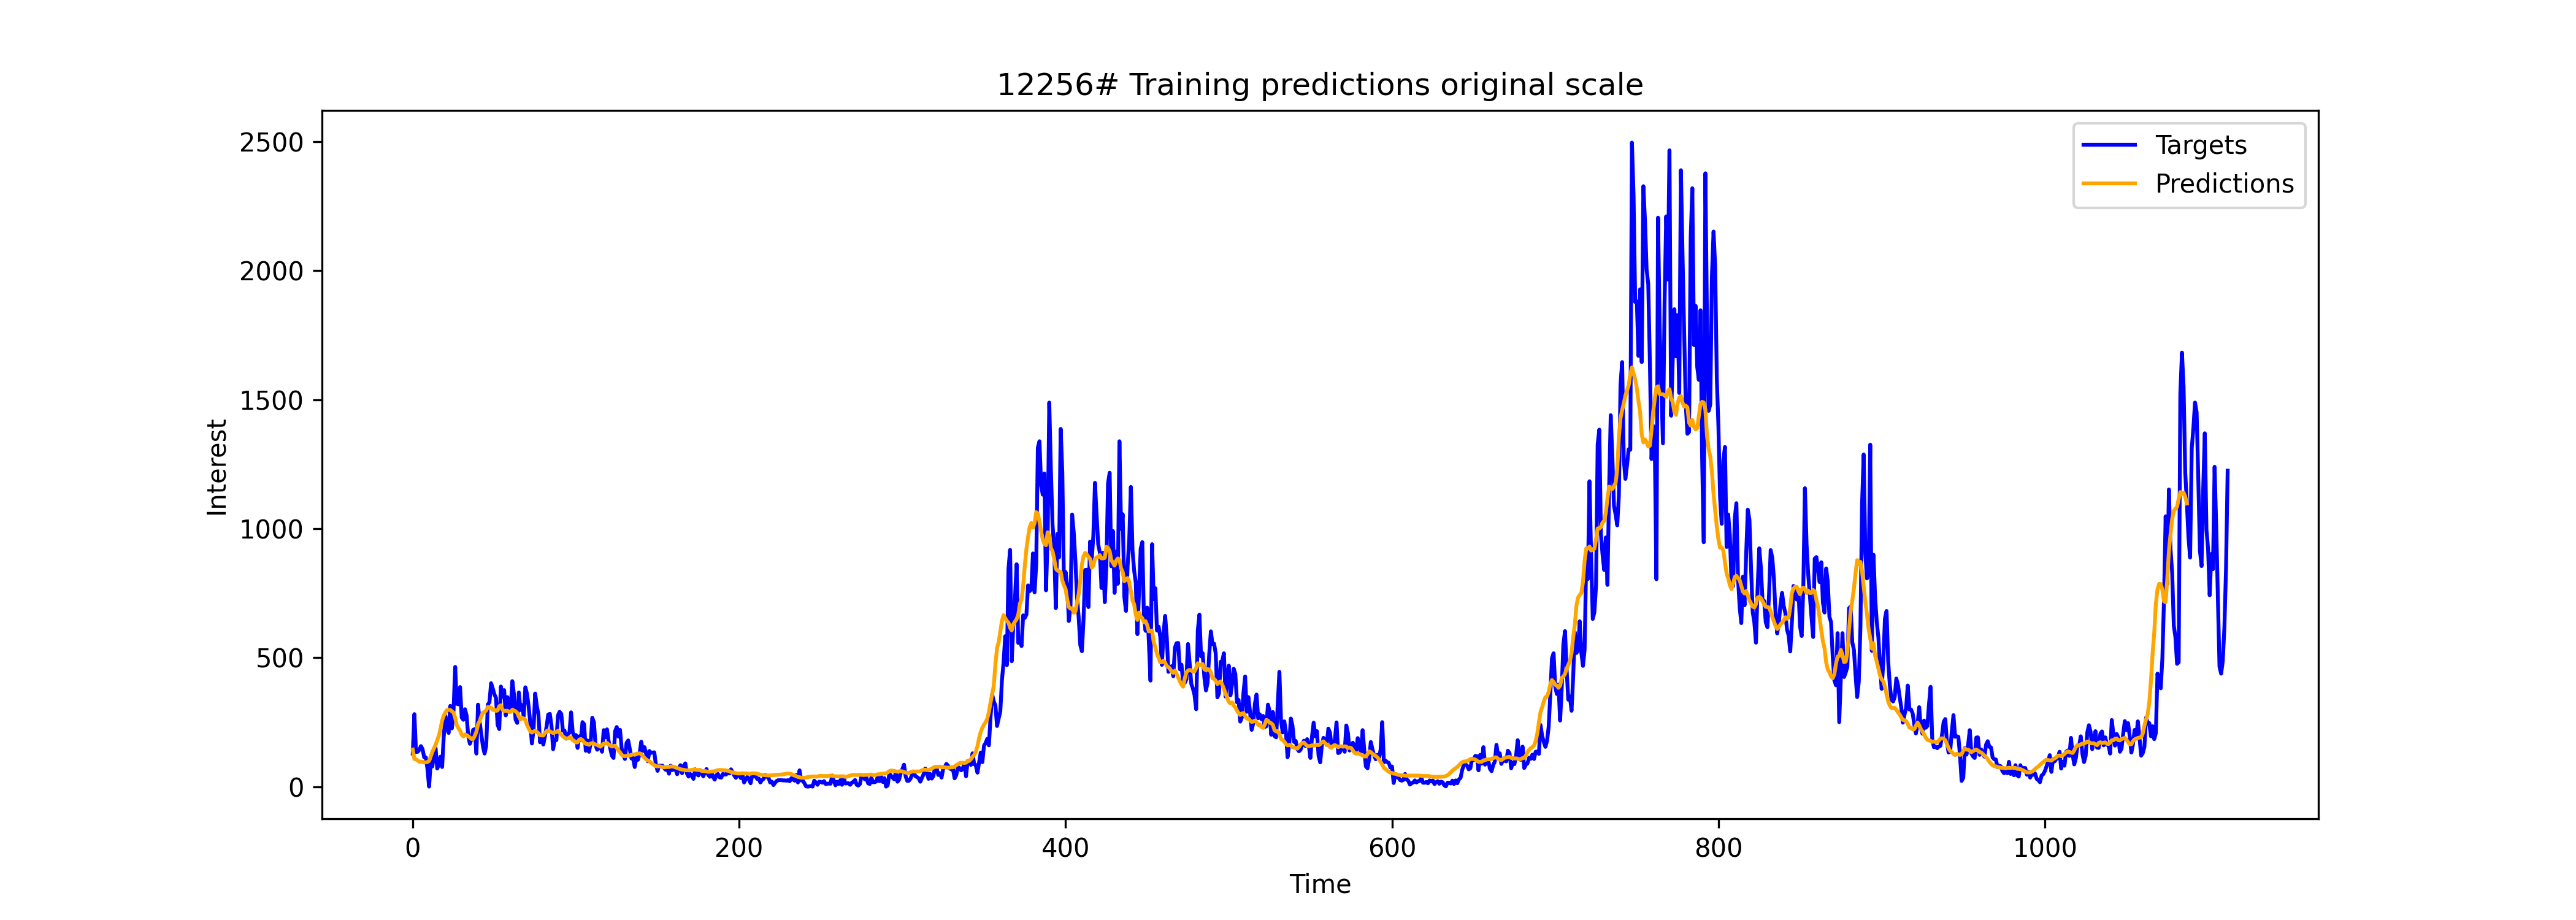 12256# Training predictions original scale
Targets
Predictions
2500
2000
1500
1000
500
0
Interest
0 200 400 600 800 1000
Time